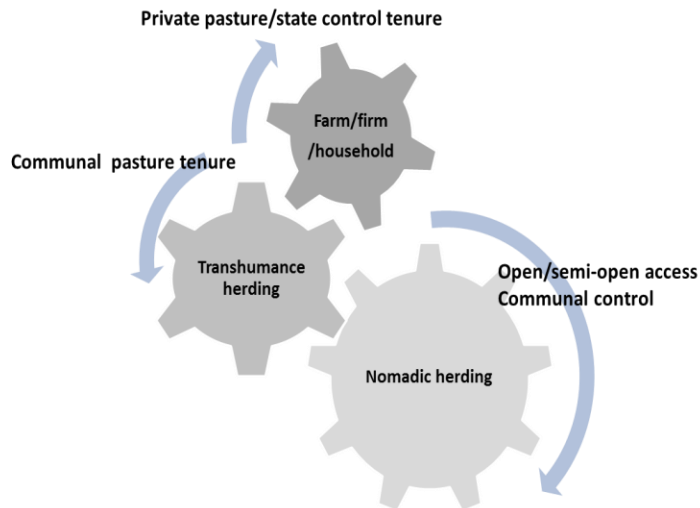 Private pasture/state control tenure
Farm/firm
/household
Communal pasture tenure
Transhumance
herding
Open/semi-open access
Communal control
Nomadic herding